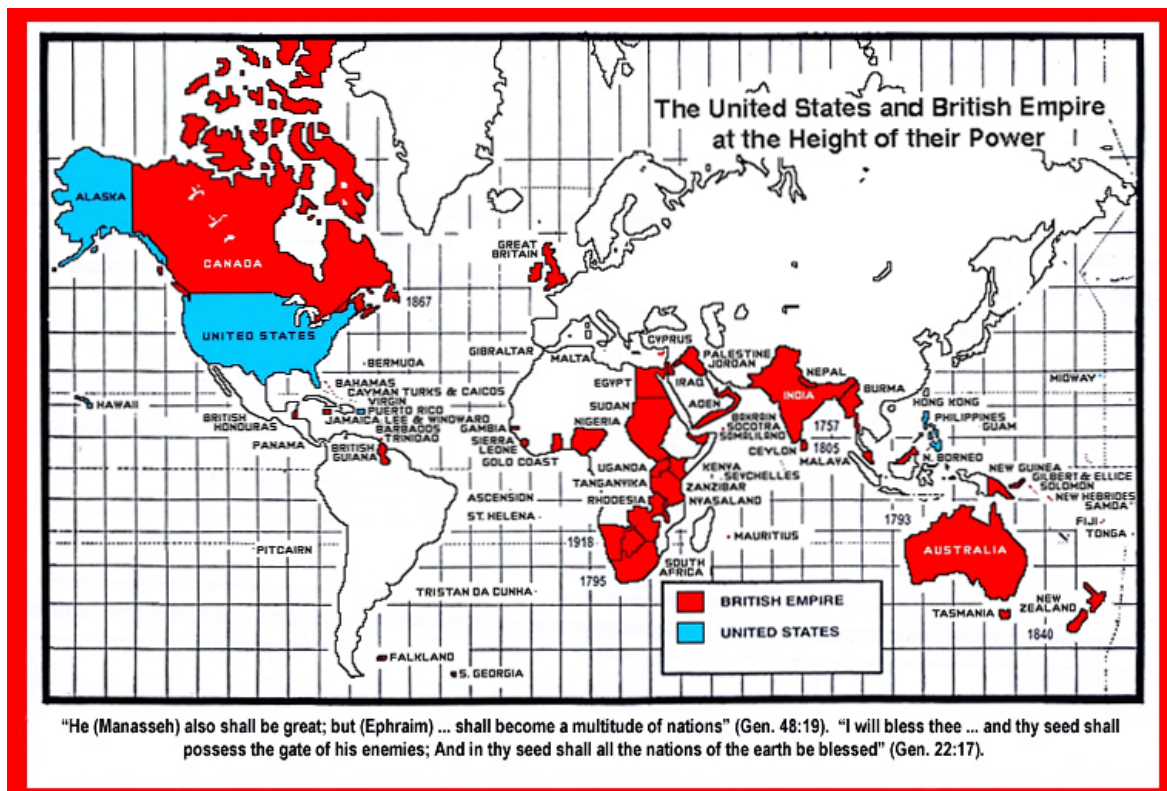 The United States and British Empire
at the Height of their Power
ALASKA
CANADA
1867
UNITED STATES
GREAT
BRITAIN
BERMUDA
GIBRALTAR
MALTA
CYPRUS
PALESTINE
JORDAN
NEPAL
IRAQ
EGYPT
ADEN
INDIA
BURMA
HONG KONG
PHILIPPINES
GUAM
MIDWAY
HAWAII
BAHAMAS
CAYMAN TURKS & CAICOS
VIRGIN
PUERTO RICO
JAMAICA LEE & WINDWARD
BARBADOS
TRINIDAD
BRITISH
HONDURAS
PANAMA
BRITISH
GUIANA
GAMBIA
SIERRA
LEONE
GOLD COAST
NIGERIA
SUDAN
BAHRAIN
SOCOTRA
SOMALILAND
1757
1805
CEYLON
MALAYA
N. BORNEO
NEW GUINEA
GILBERT & ELLICE
SOLOMON
NEW HEBRIDES
SAMOA
FIJI
TONGA
UGANDA
TANGANYIKA
RHODESIA
KENYA
SEYCHELLES
ZANZIBAR
NYASALAND
ASCENSION
ST. HELENA
PITCAIRN
MAURITIUS
1918
1795
SOUTH
AFRICA
1793
AUSTRALIA
TRISTAN DA CUNHA
TASMANIA
NEW
ZEALAND
1840
FALKLAND
S. GEORGIA
BRITISH EMPIRE
UNITED STATES
“He (Manasseh) also shall be great; but (Ephraim) ... shall become a multitude of nations” (Gen. 48:19). “I will bless thee ... and thy seed shall
possess the gate of his enemies; And in thy seed shall all the nations of the earth be blessed” (Gen. 22:17).